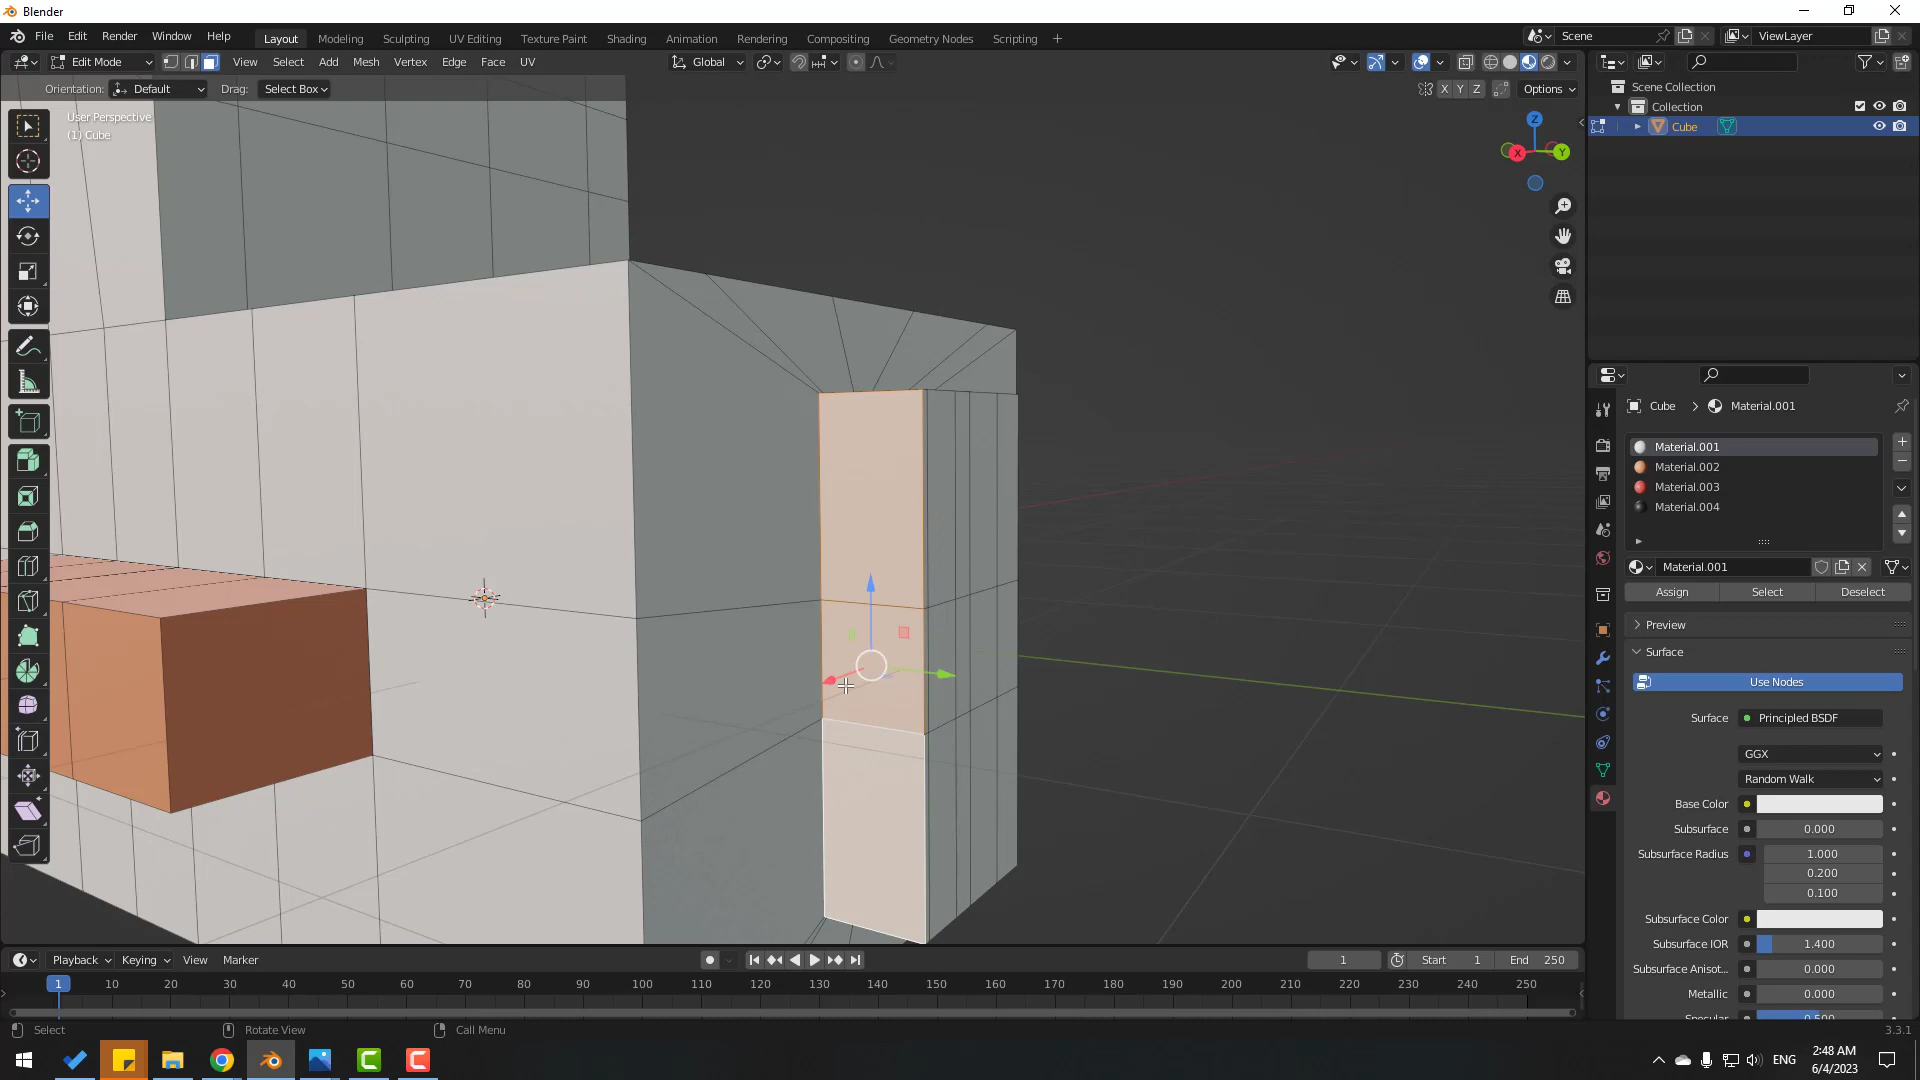 Blender
File Edit Render Window Help Layout Modeling Sculpting UV Editing Texture Paint Shading Animation Rendering Compositing Geometry Nodes Scripting Scene ViewLayer
Edit Mode View Select Add Mesh Vertex Edge Face UV Global
Orientation: Default Drag: Select Box X Y Z Options
User Perspective
(1) Cube
Z
X Y
Scene Collection
Collection
Cube
Cube Material.001
Material.001
Material.002
Material.003
Material.004
Material.001
Assign Select Deselect
Preview
Surface
Use Nodes
Surface Principled BSDF
GGX
Random Walk
Base Color
Subsurface 0.000
Subsurface Radius 1.000
0.200
0.100
Subsurface Color
Subsurface IOR 1.400
Subsurface Anisot... 0.000
Metallic 0.000
Specular 0.500
Playback Keying View Marker 1 Start 1 End 250
1 10 20 30 40 50 60 70 80 90 100 110 120 130 140 150 160 170 180 190 200 210 220 230 240 250
Select Rotate View Call Menu 3.3.1
ENG 2:48 AM
6/4/2023